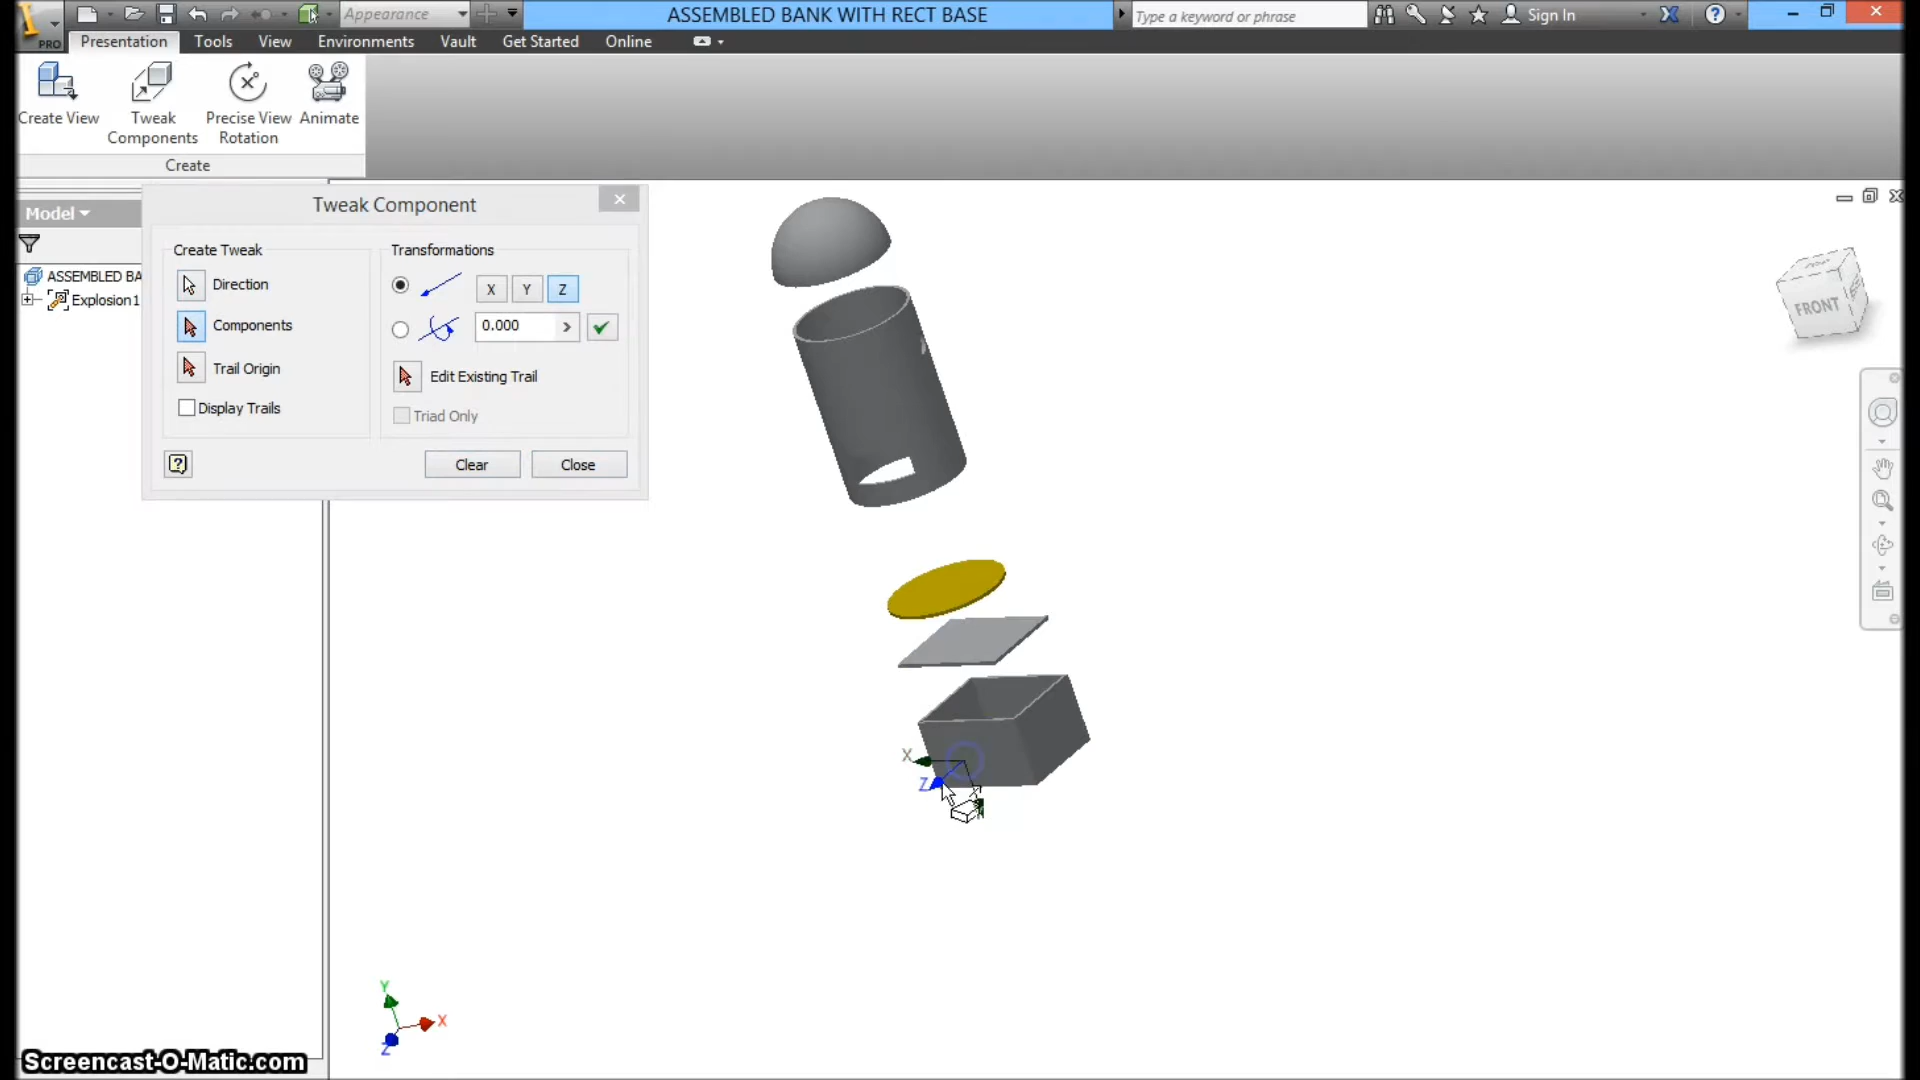 PRO
Appearance
ASSEMBLED BANK WITH RECT BASE
Type a keyword or phrase
Sign In
Presentation
Tools
View
Environments
Vault
Get Started
Online
Create View
Tweak Components
Precise View Rotation
Animate
Create
Model
ASSEMBLED BA
Explosion1
Tweak Component
Create Tweak
Direction
Components
Trail Origin
Display Trails
Transformations
X
Y
Z
0.000
Edit Existing Trail
Triad Only
Clear
Close
FRONT
X
Z
Y
X
Z
Screencast-O-Matic.com